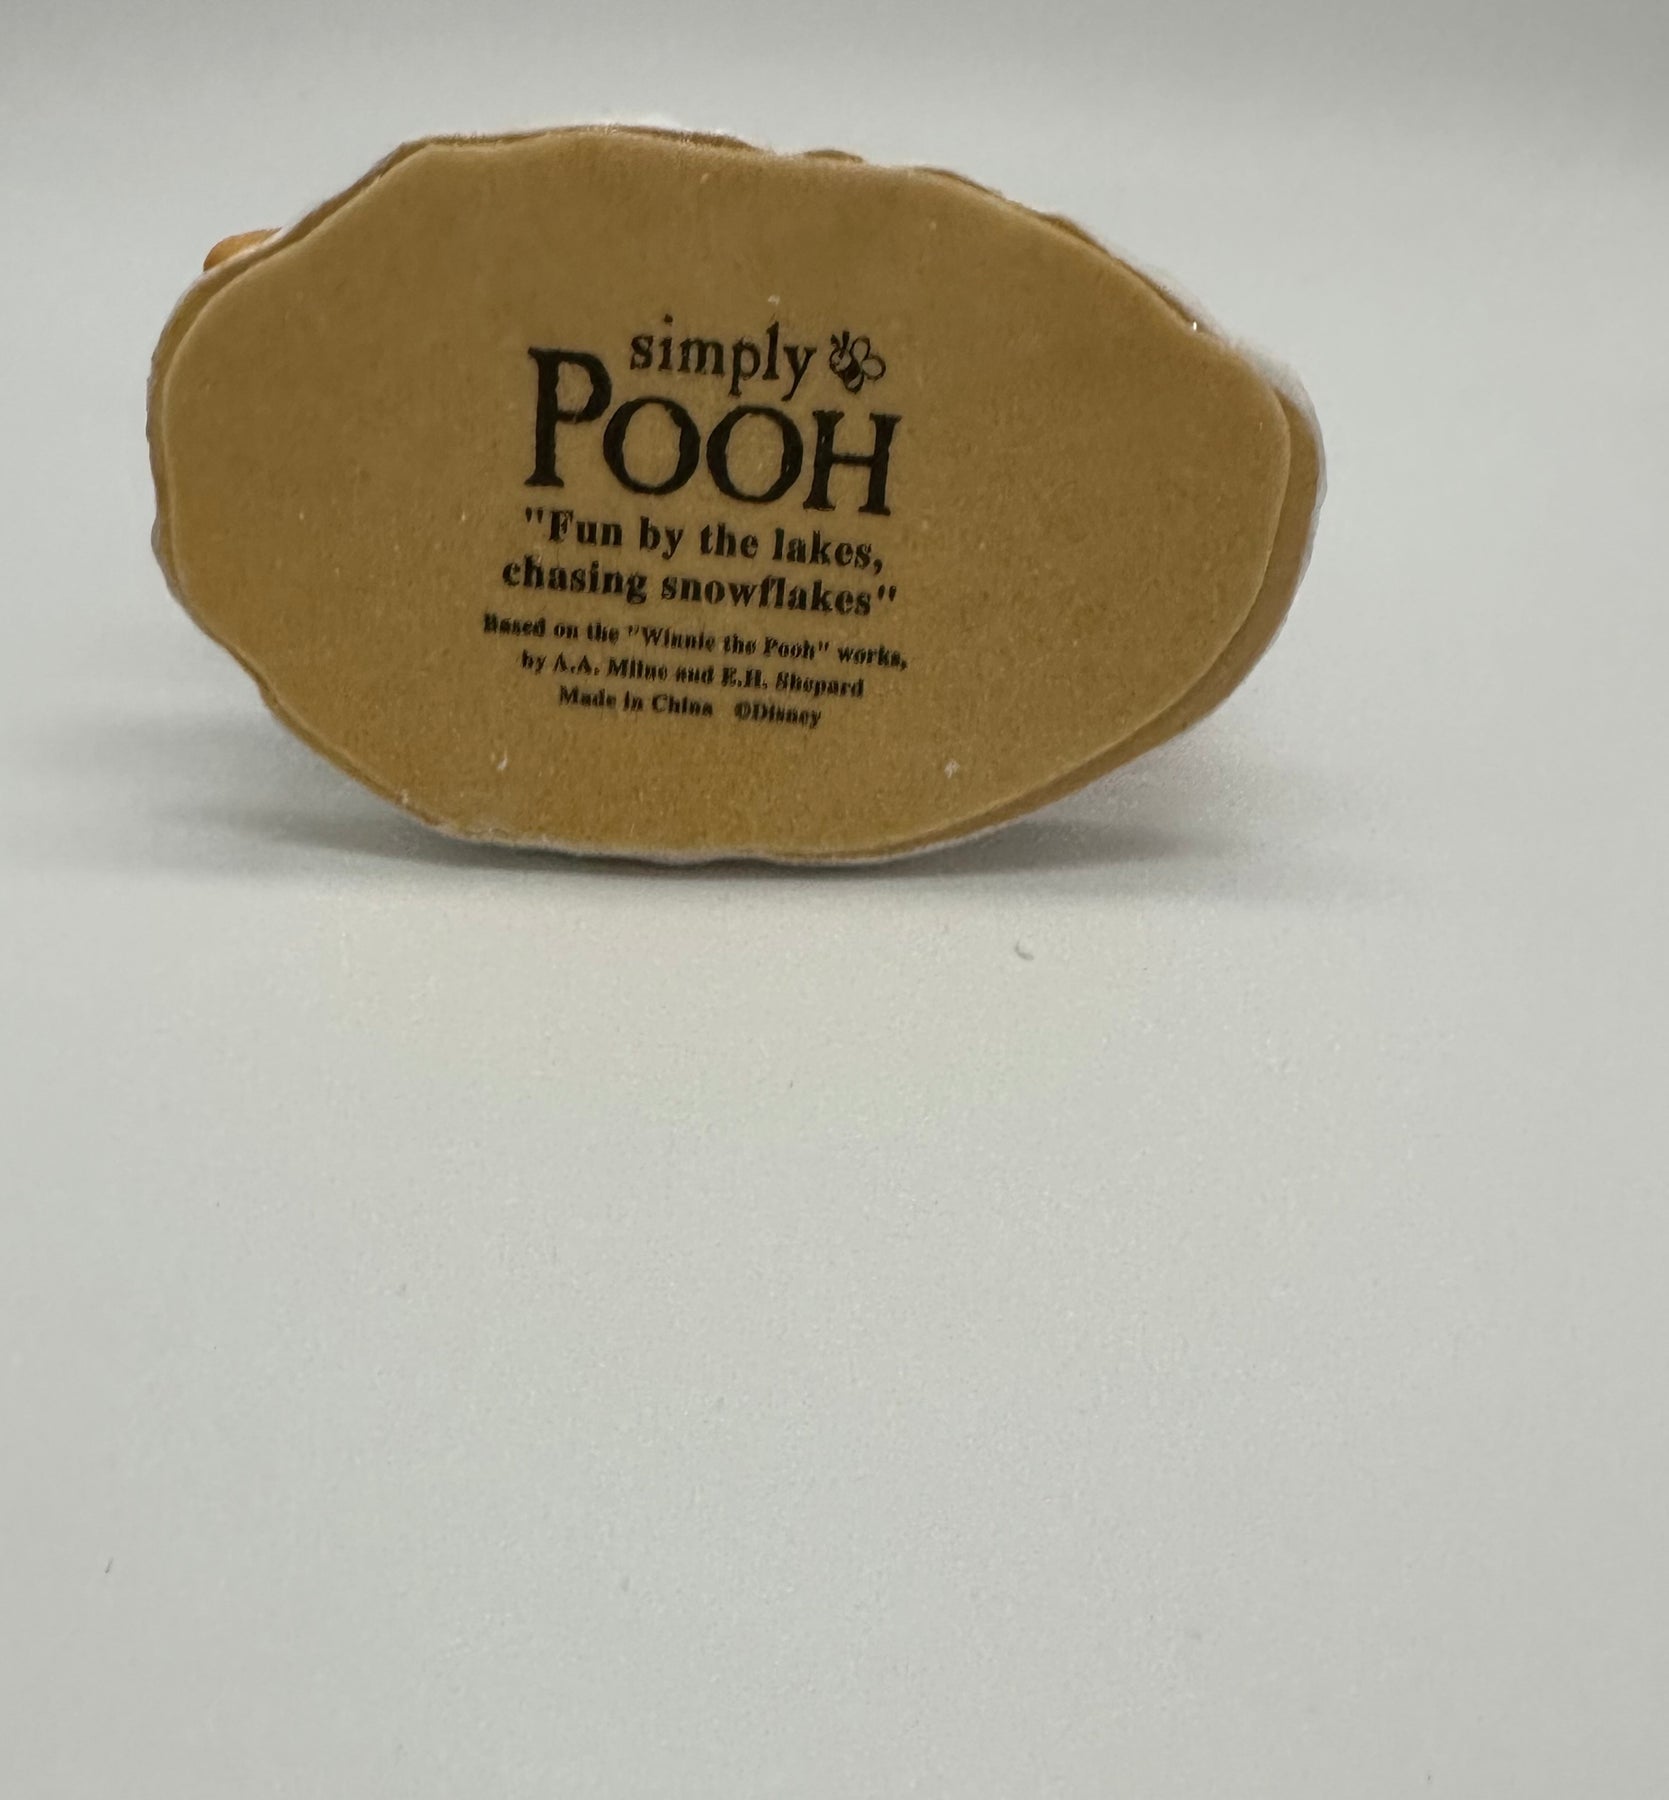 simply
POOH
"Fun by the lakes,
chasing snowflakes"
Based on the "Winnie the Pooh" works,
by A.A. Milne and E.H. Shepard
Made in China ©Disney